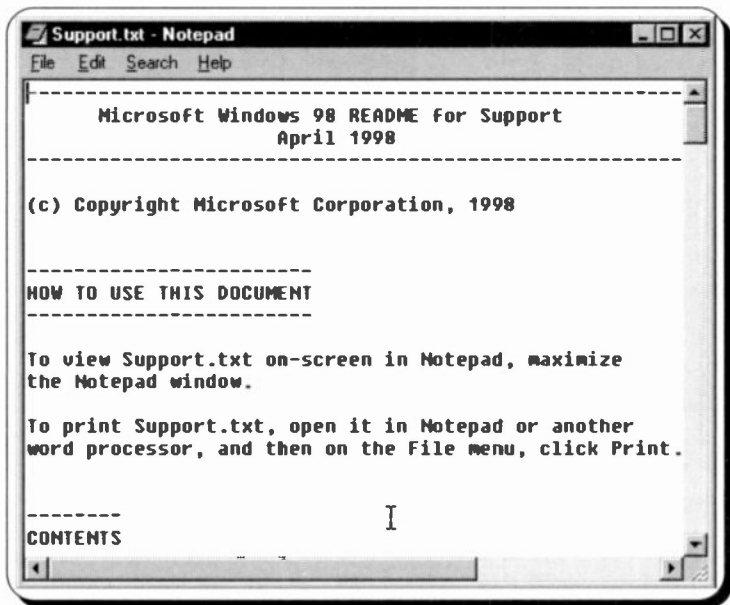 Support.txt - Notepad
File Edit Search Help
--------------------------------------------------------
Microsoft Windows 98 README for Support
April 1998
--------------------------------------------------------
(c) Copyright Microsoft Corporation, 1998
------------------------
HOW TO USE THIS DOCUMENT
------------------------
To view Support.txt on-screen in Notepad, maximize
the Notepad window.
To print Support.txt, open it in Notepad or another
word processor, and then on the File menu, click Print.
--------
CONTENTS